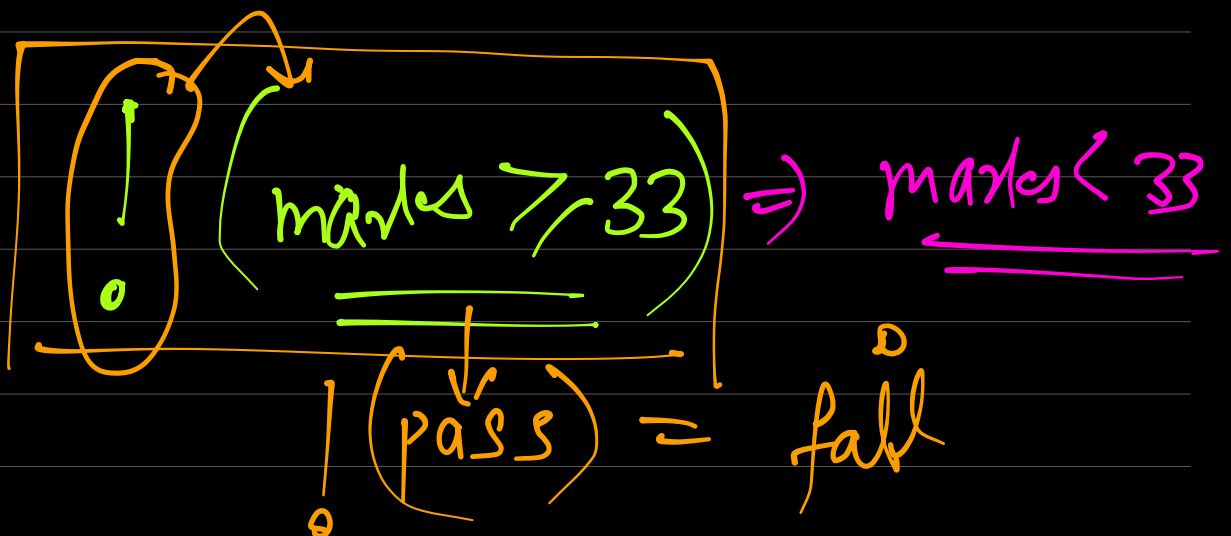 ! (marks >= 33) => marks < 33
! (pass) = fail